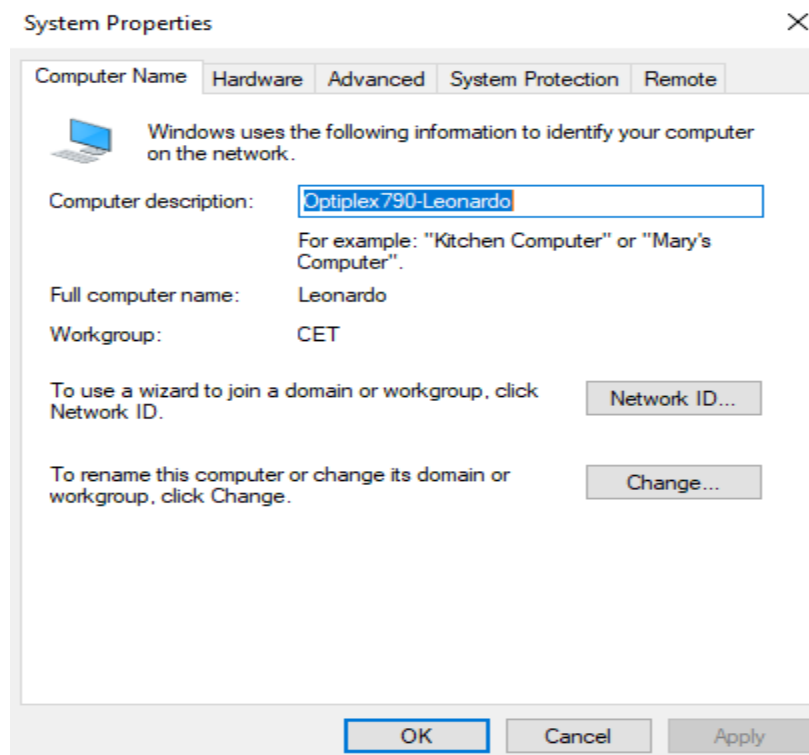 System Properties
Computer Name Hardware Advanced System Protection Remote
Windows uses the following information to identify your computer
on the network.
Computer description: Optiplex790-Leonardo
For example: "Kitchen Computer" or "Mary's
Computer".
Full computer name: Leonardo
Workgroup: CET
To use a wizard to join a domain or workgroup, click
Network ID.
Network ID...
To rename this computer or change its domain or
workgroup, click Change.
Change...
OK Cancel Apply